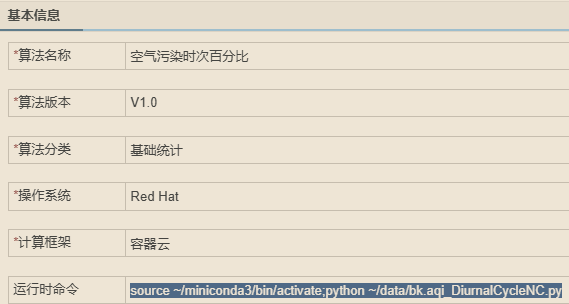 基本信息
*算法名称 空气污染时次百分比
*算法版本 V1.0
*算法分类 基础统计
*操作系统 Red Hat
*计算框架 容器云
运行时命令 source ~/miniconda3/bin/activate;python ~/data/bk.aqi_DiurnalCycleNC.py